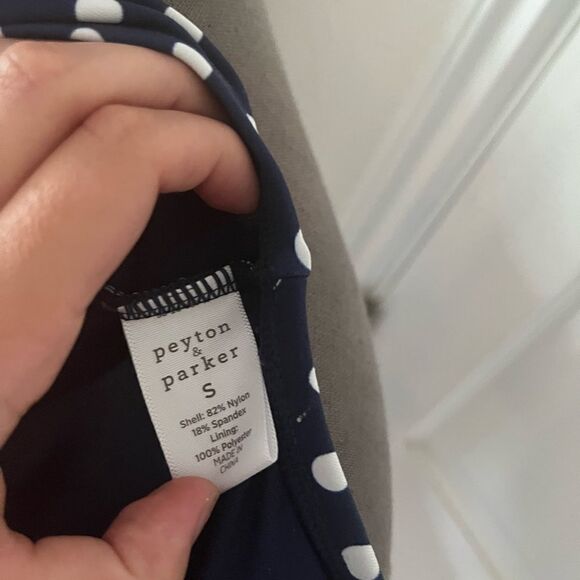 peyton
&
parker
S
Shell: 82% Nylon
18% Spandex
Lining:
100% Polyester
MADE IN
CHINA